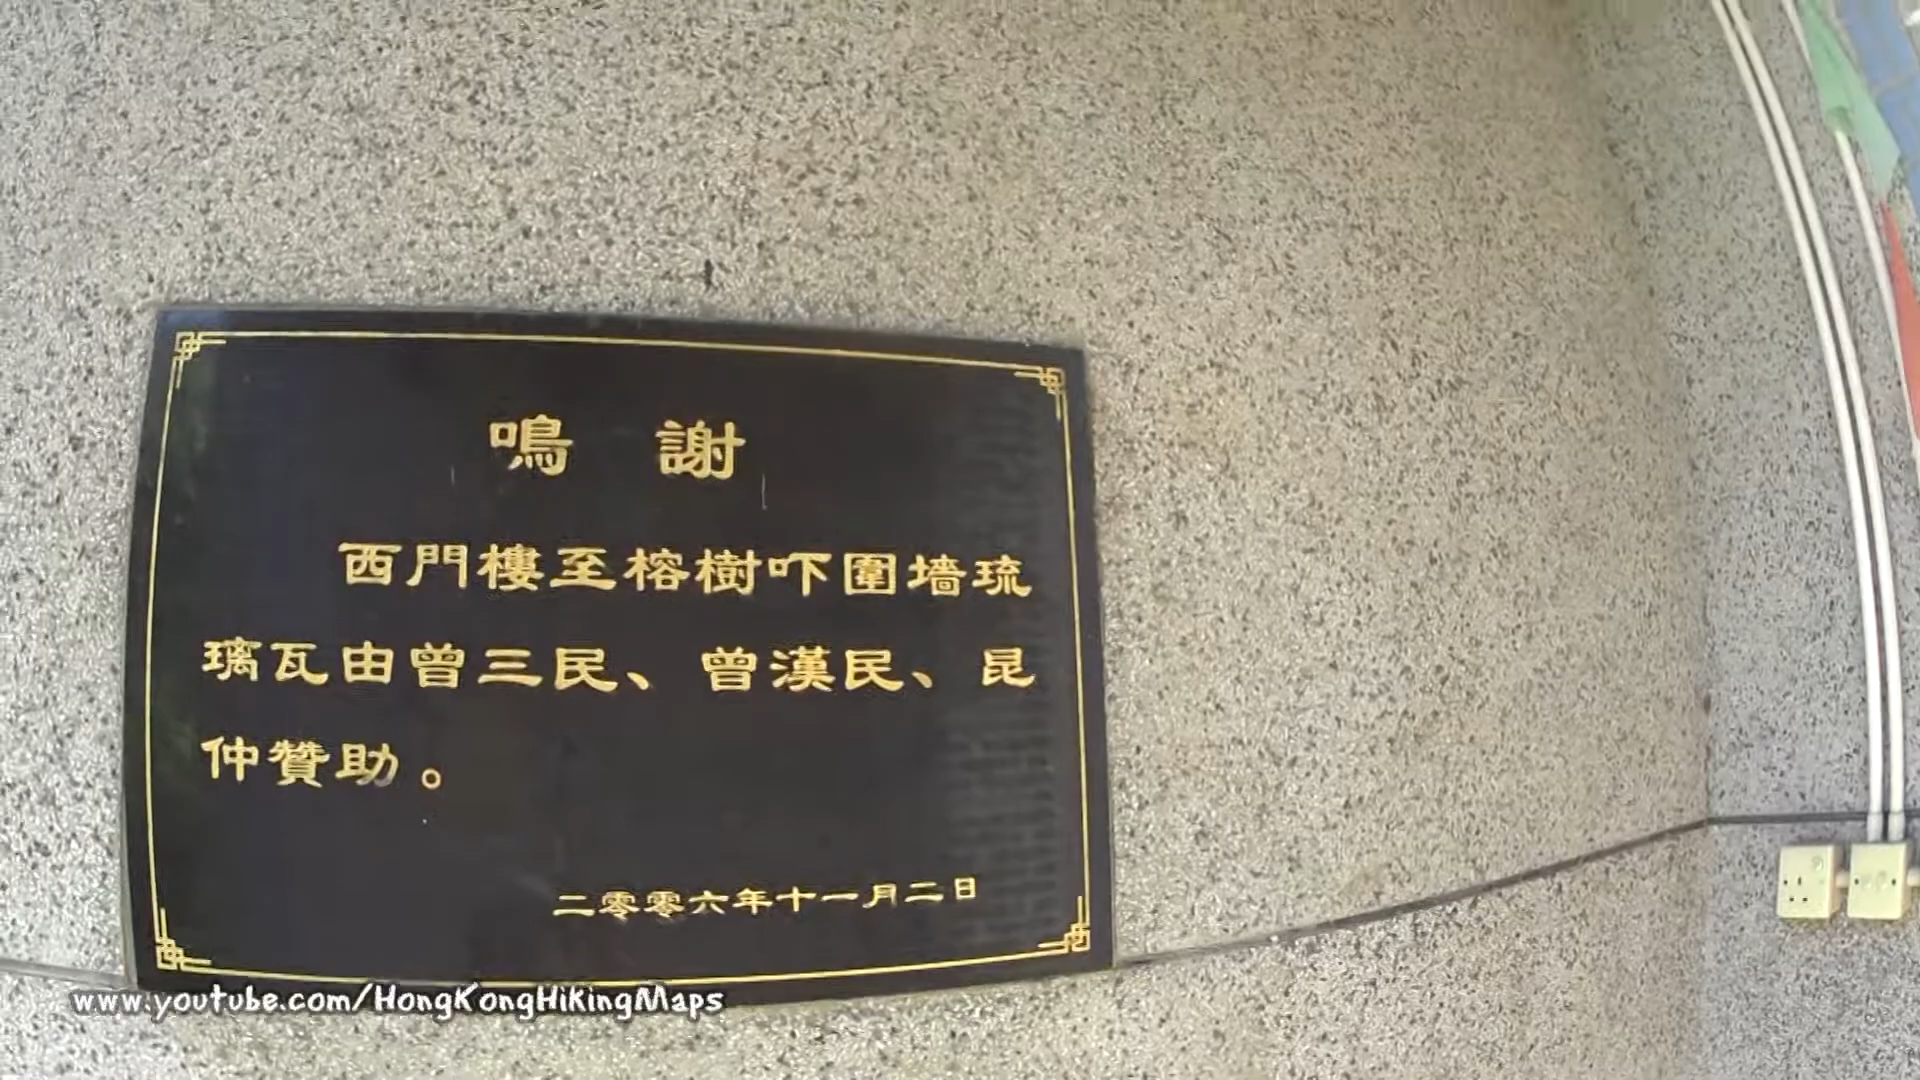 鳴 謝
西門樓至榕樹吓圍墻琉
璃瓦由曾三民、曾漢民、昆
仲贊助。
二零零六年十一月二日
www.youtube.com/HongKongHikingMaps